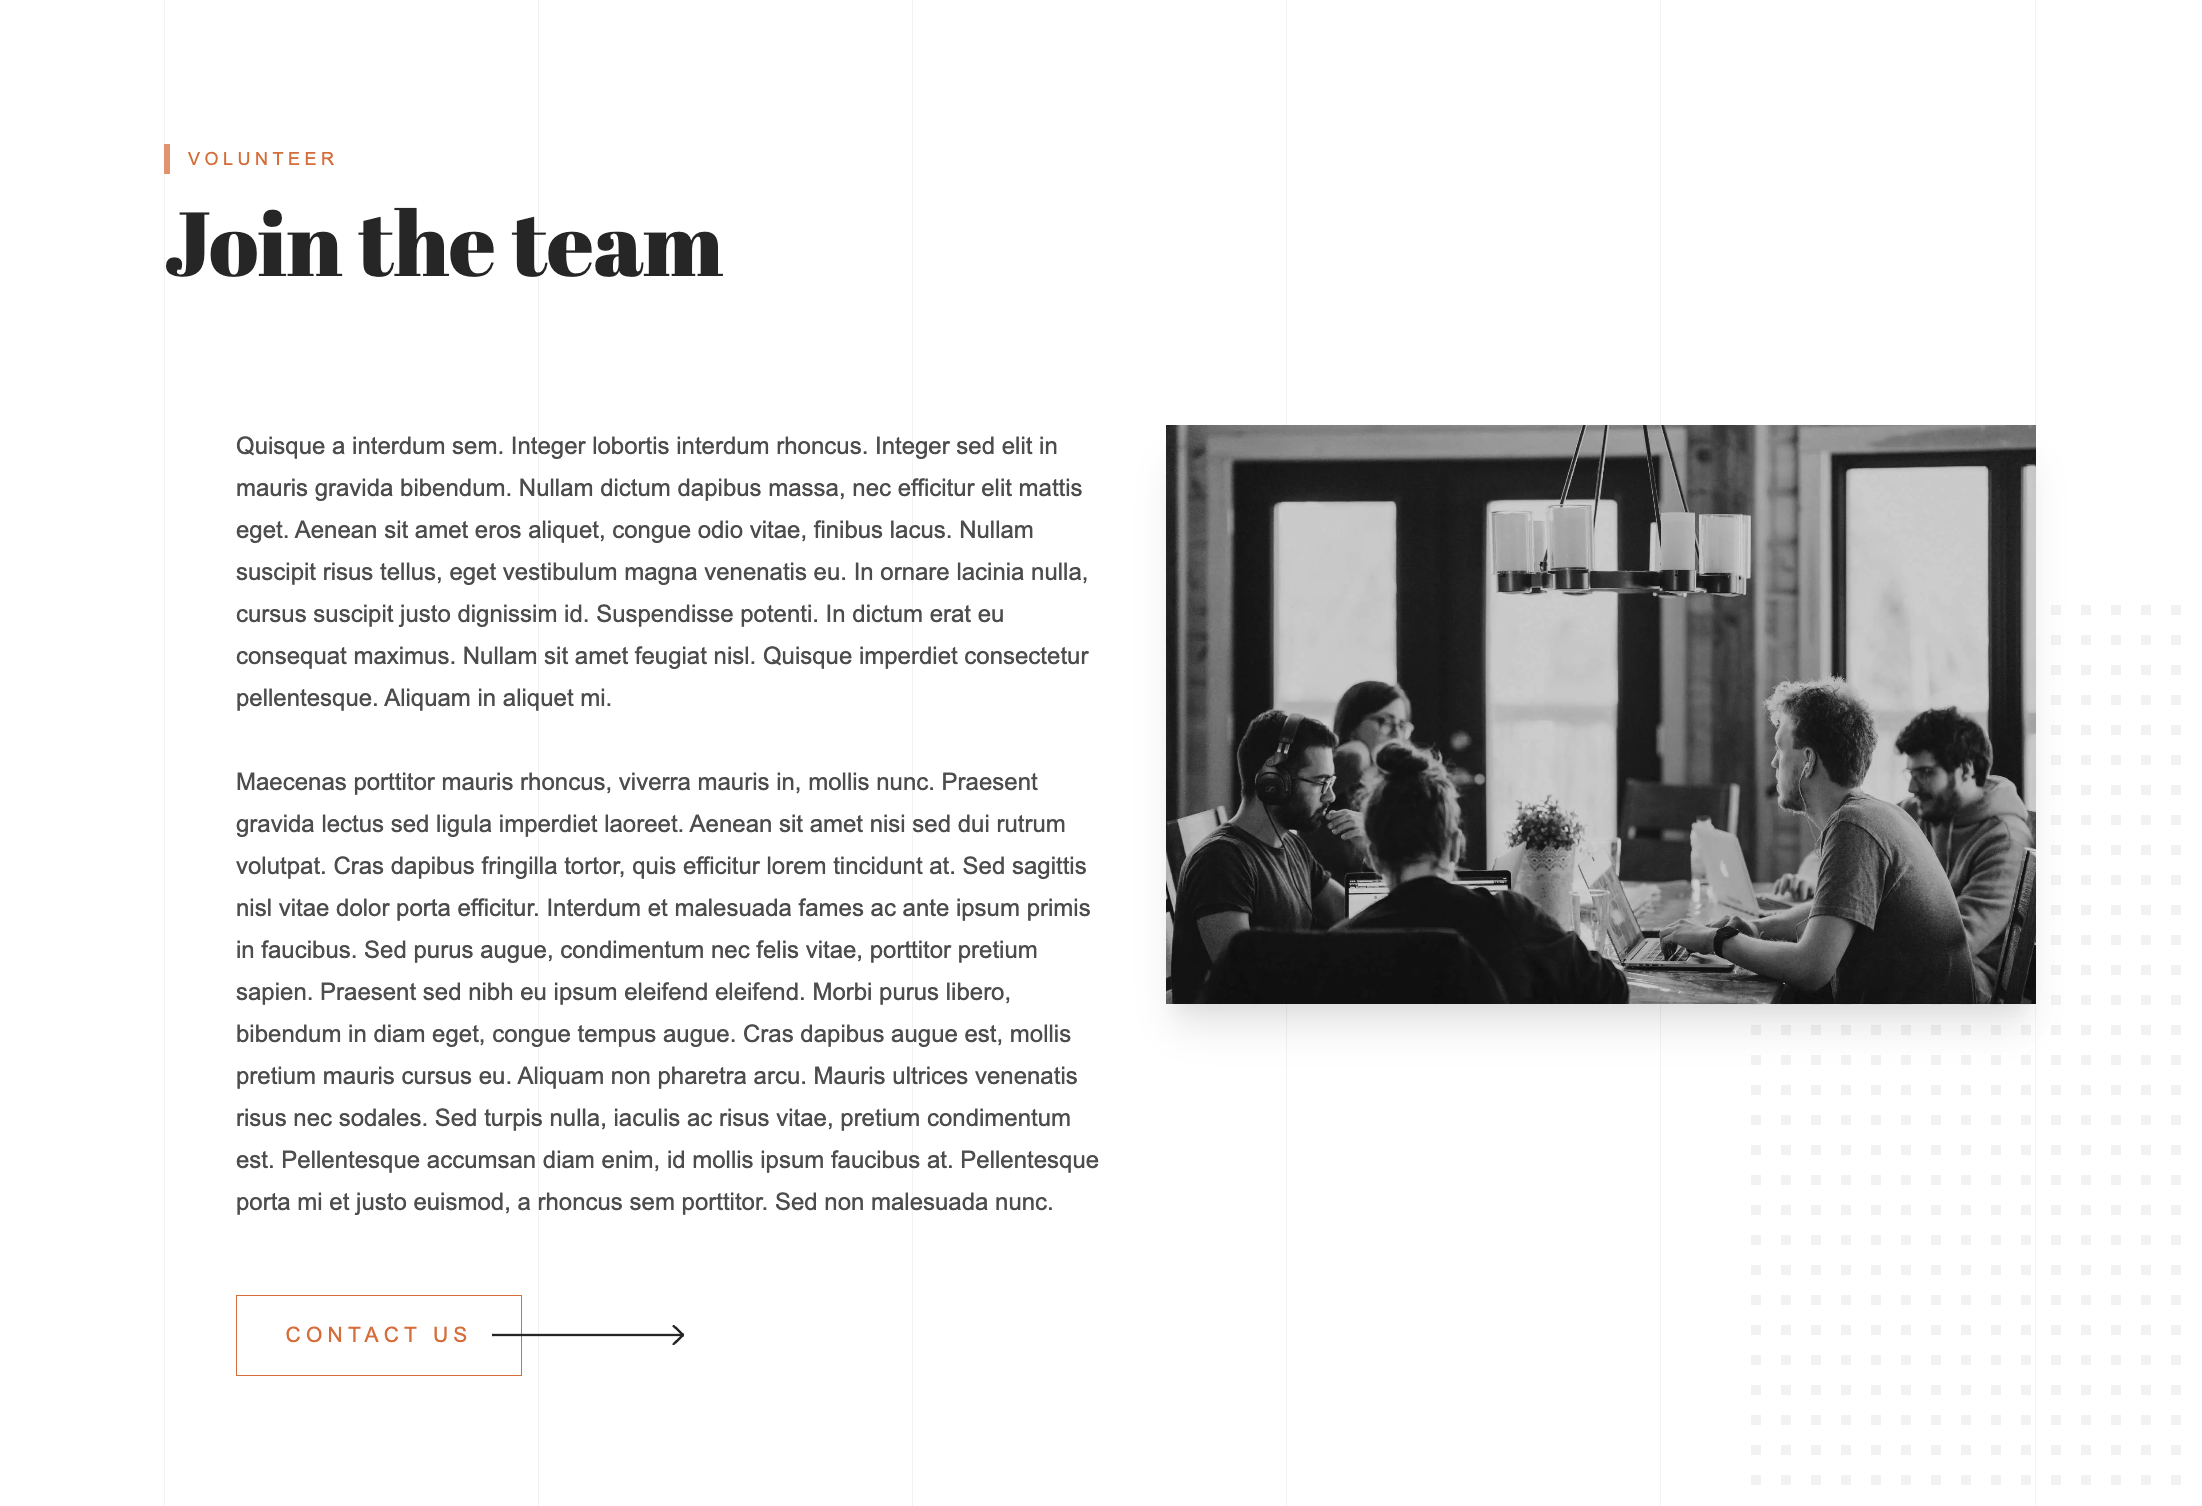 VOLUNTEER
Join the team
Quisque a interdum sem. Integer lobortis interdum rhoncus. Integer sed elit in
mauris gravida bibendum. Nullam dictum dapibus massa, nec efficitur elit mattis
eget. Aenean sit amet eros aliquet, congue odio vitae, finibus lacus. Nullam
suscipit risus tellus, eget vestibulum magna venenatis eu. In ornare lacinia nulla,
cursus suscipit justo dignissim id. Suspendisse potenti. In dictum erat eu
consequat maximus. Nullam sit amet feugiat nisl. Quisque imperdiet consectetur
pellentesque. Aliquam in aliquet mi.
Maecenas porttitor mauris rhoncus, viverra mauris in, mollis nunc. Praesent
gravida lectus sed ligula imperdiet laoreet. Aenean sit amet nisi sed dui rutrum
volutpat. Cras dapibus fringilla tortor, quis efficitur lorem tincidunt at. Sed sagittis
nisl vitae dolor porta efficitur. Interdum et malesuada fames ac ante ipsum primis
in faucibus. Sed purus augue, condimentum nec felis vitae, porttitor pretium
sapien. Praesent sed nibh eu ipsum eleifend eleifend. Morbi purus libero,
bibendum in diam eget, congue tempus augue. Cras dapibus augue est, mollis
pretium mauris cursus eu. Aliquam non pharetra arcu. Mauris ultrices venenatis
risus nec sodales. Sed turpis nulla, iaculis ac risus vitae, pretium condimentum
est. Pellentesque accumsan diam enim, id mollis ipsum faucibus at. Pellentesque
porta mi et justo euismod, a rhoncus sem porttitor. Sed non malesuada nunc.
CONTACT US